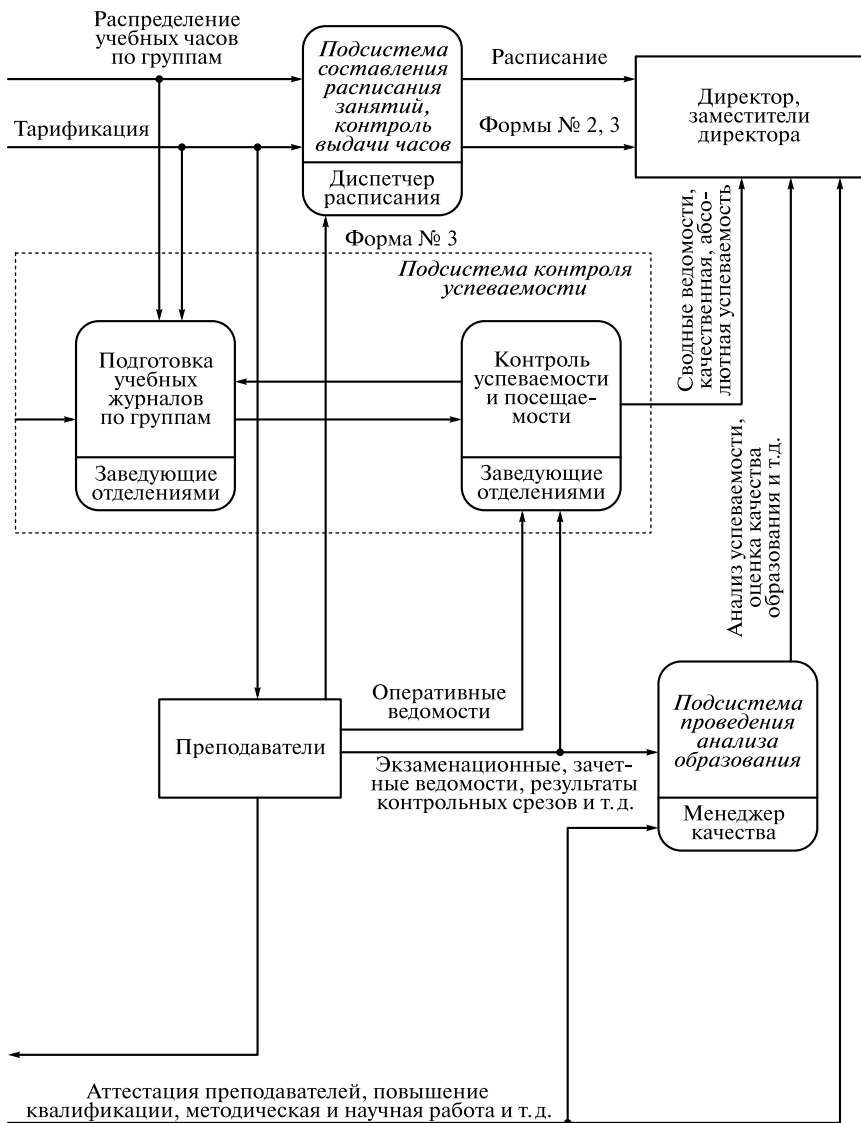 Распределение
учебных часов
по группам
Тарификация
Подсистема
составления
расписания
занятий,
контроль
выдачи часов
Диспетчер
расписания
Расписание
Формы № 2, 3
Директор,
заместители
директора
Форма № 3
Подсистема контроля
успеваемости
Подготовка
учебных
журналов
по группам
Заведующие
отделениями
Контроль
успеваемости
и посещае-
мости
Заведующие
отделениями
Сводные ведомости,
качественная, абсо-
лютная успеваемость
Анализ успеваемости,
оценка качества
образования и т.д.
Преподаватели
Оперативные
ведомости
Экзаменационные, зачет-
ные ведомости, результаты
контрольных срезов и т.д.
Подсистема
проведения
анализа
образования
Менеджер
качества
Аттестация преподавателей, повышение
квалификации, методическая и научная работа и т.д.